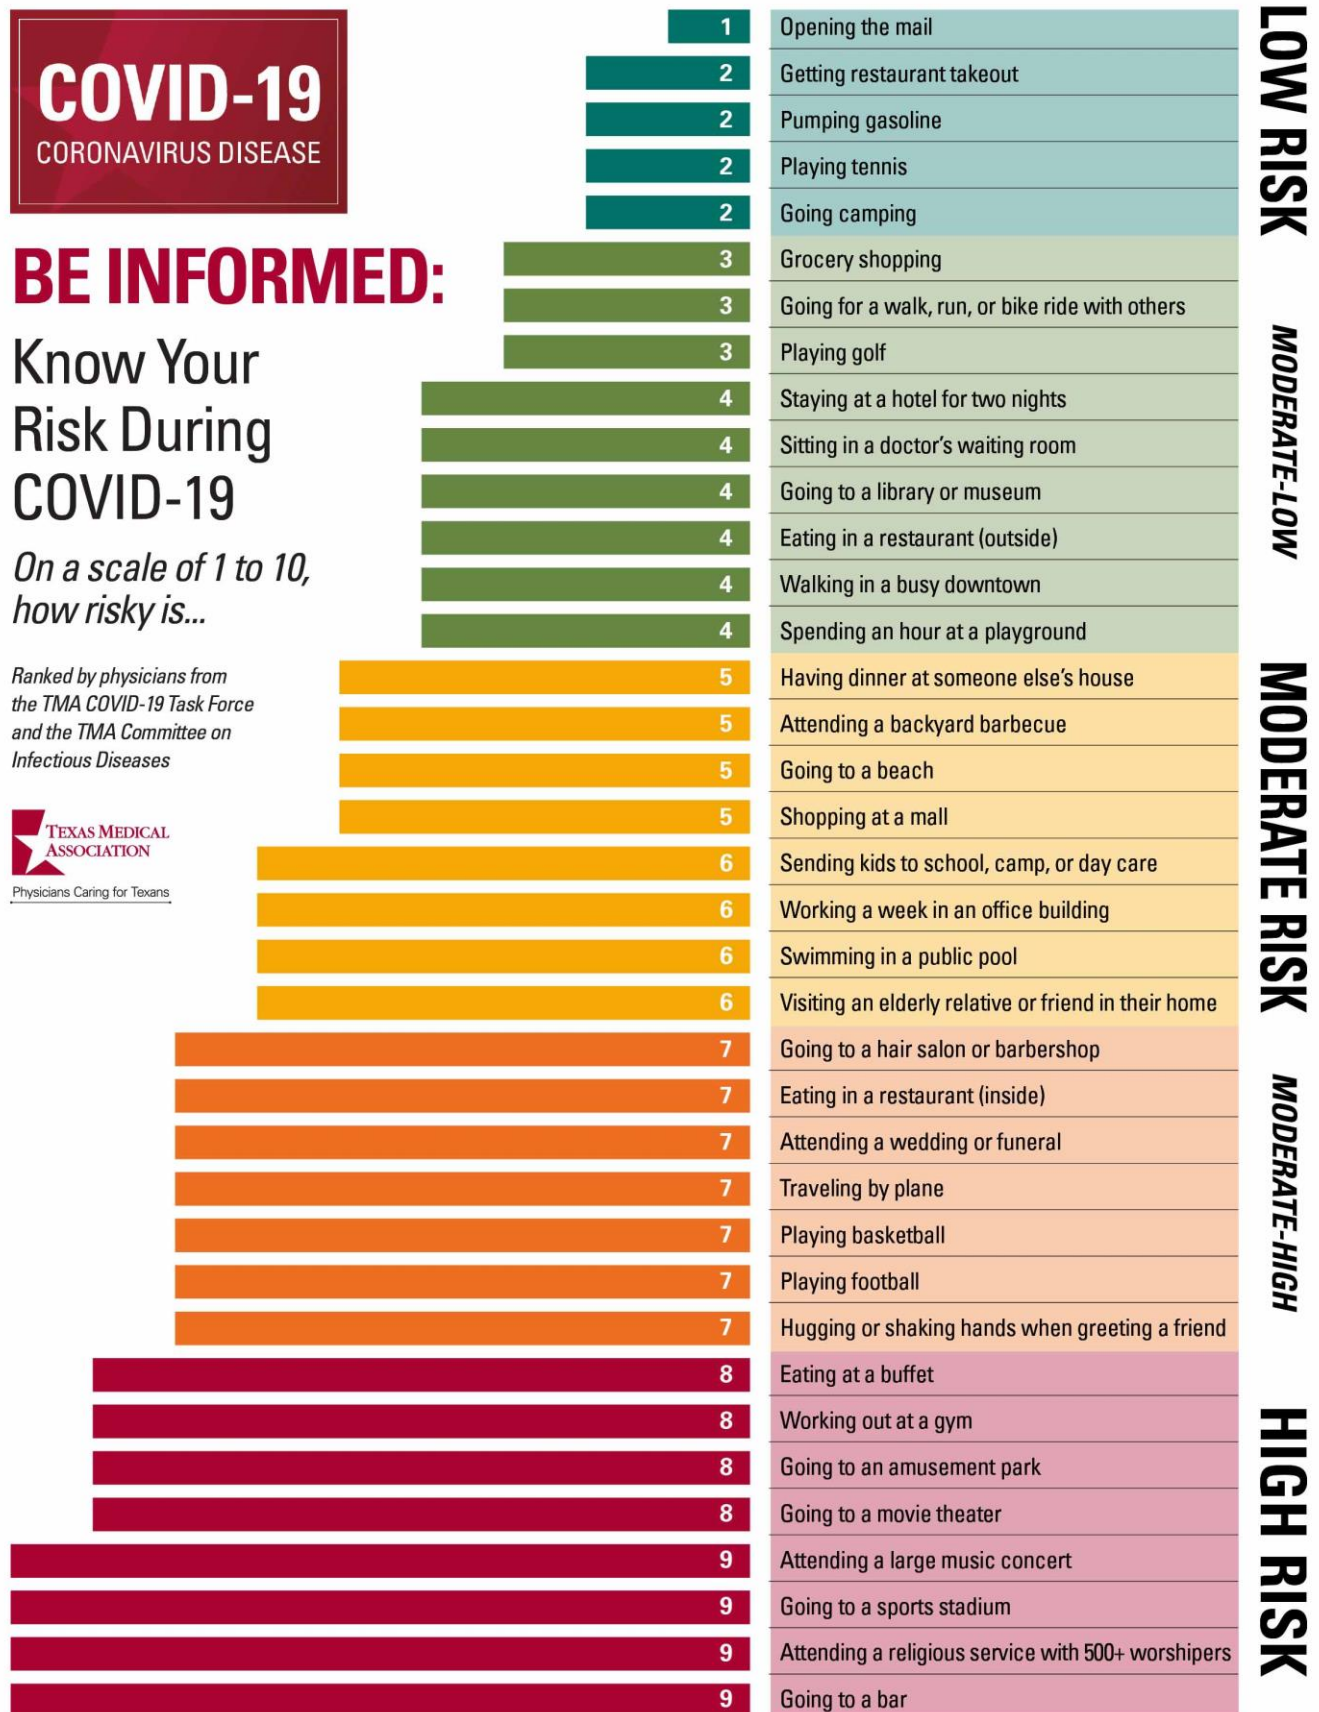 COVID-19
CORONAVIRUS DISEASE
BE INFORMED:
Know Your
Risk During
COVID-19
On a scale of 1 to 10,
how risky is...
Ranked by physicians from
the TMA COVID-19 Task Force
and the TMA Committee on
Infectious Diseases
TEXAS MEDICAL
ASSOCIATION
Physicians Caring for Texans
LOW RISK
1 Opening the mail
2 Getting restaurant takeout
2 Pumping gasoline
2 Playing tennis
2 Going camping
MODERATE-LOW
3 Grocery shopping
3 Going for a walk, run, or bike ride with others
3 Playing golf
4 Staying at a hotel for two nights
4 Sitting in a doctor's waiting room
4 Going to a library or museum
4 Eating in a restaurant (outside)
4 Walking in a busy downtown
4 Spending an hour at a playground
MODERATE RISK
5 Having dinner at someone else's house
5 Attending a backyard barbecue
5 Going to a beach
5 Shopping at a mall
6 Sending kids to school, camp, or day care
6 Working a week in an office building
6 Swimming in a public pool
6 Visiting an elderly relative or friend in their home
MODERATE-HIGH
7 Going to a hair salon or barbershop
7 Eating in a restaurant (inside)
7 Attending a wedding or funeral
7 Traveling by plane
7 Playing basketball
7 Playing football
7 Hugging or shaking hands when greeting a friend
HIGH RISK
8 Eating at a buffet
8 Working out at a gym
8 Going to an amusement park
8 Going to a movie theater
9 Attending a large music concert
9 Going to a sports stadium
9 Attending a religious service with 500+ worshipers
9 Going to a bar